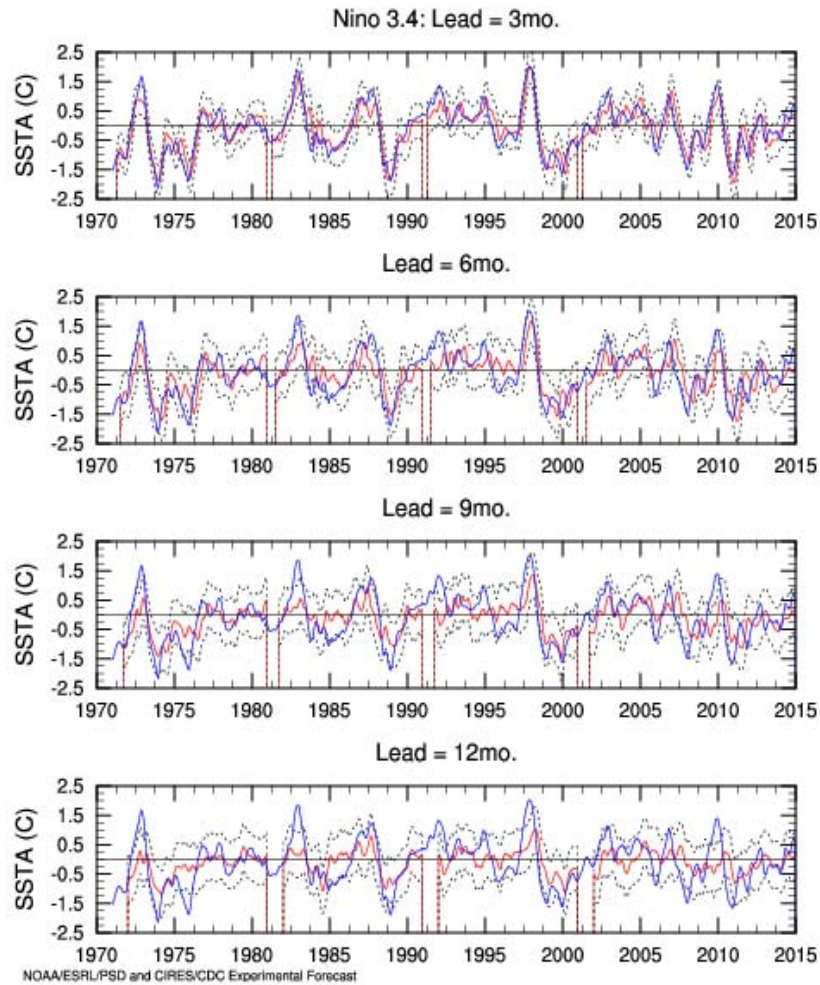 Nino 3.4: Lead = 3mo.
2.5
1.5
0.5
-0.5
-1.5
-2.5
SSTA (C)
1970 1975 1980 1985 1990 1995 2000 2005 2010 2015
Lead = 6mo.
2.5
1.5
0.5
-0.5
-1.5
-2.5
SSTA (C)
1970 1975 1980 1985 1990 1995 2000 2005 2010 2015
Lead = 9mo.
2.5
1.5
0.5
-0.5
-1.5
-2.5
SSTA (C)
1970 1975 1980 1985 1990 1995 2000 2005 2010 2015
Lead = 12mo.
2.5
1.5
0.5
-0.5
-1.5
-2.5
SSTA (C)
1970 1975 1980 1985 1990 1995 2000 2005 2010 2015
NOAA/ESRL/PSD and CIRES/CDC Experimental Forecast